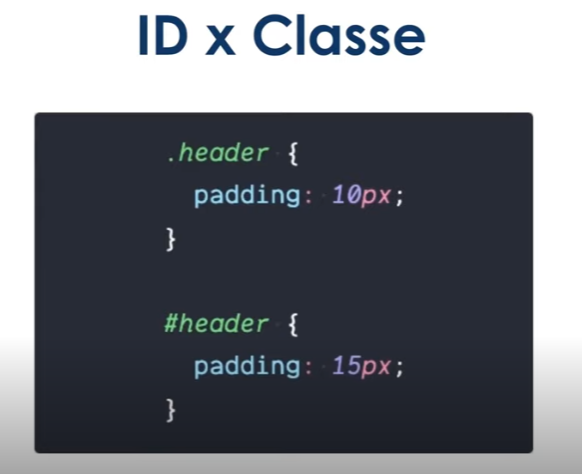 ID x Classe
.header {
padding: 10px;
}
#header {
padding: 15px;
}